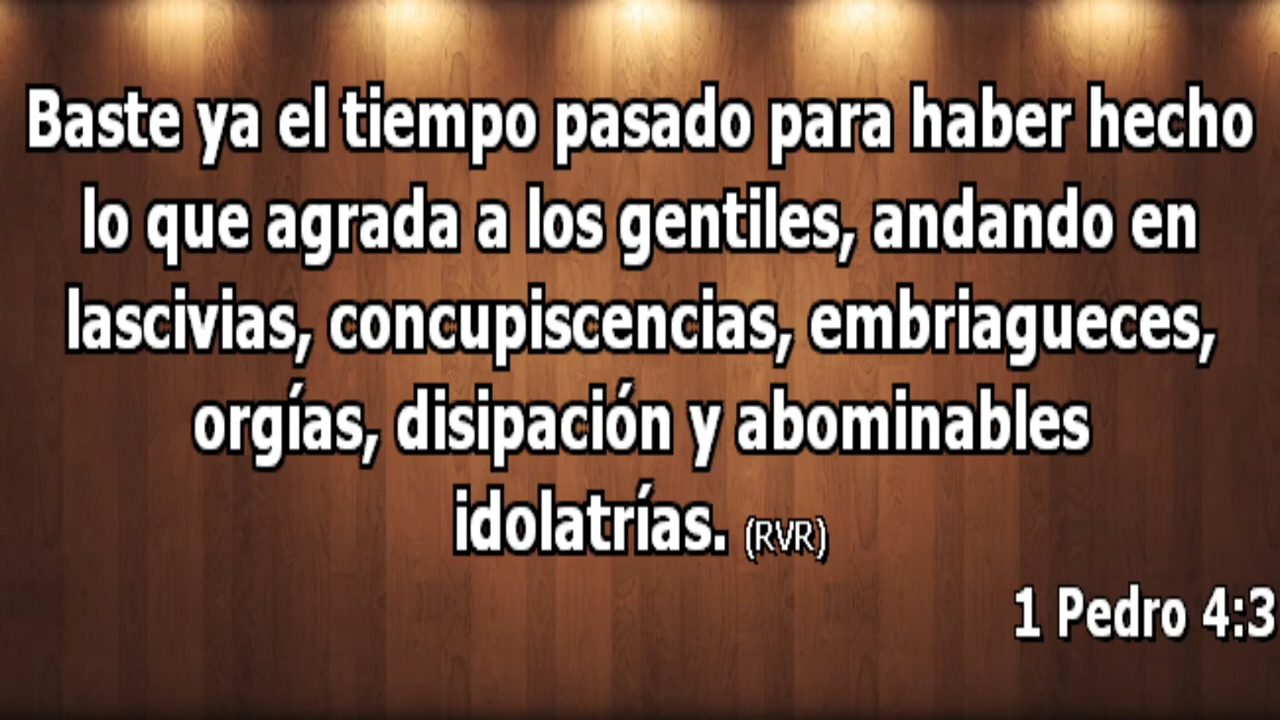 Baste ya el tiempo pasado para haber hecho
lo que agrada a los gentiles, andando en
lascivias, concupiscencias, embriagueces,
orgías, disipación y abominables
idolatrías. (RVR)
1 Pedro 4:3